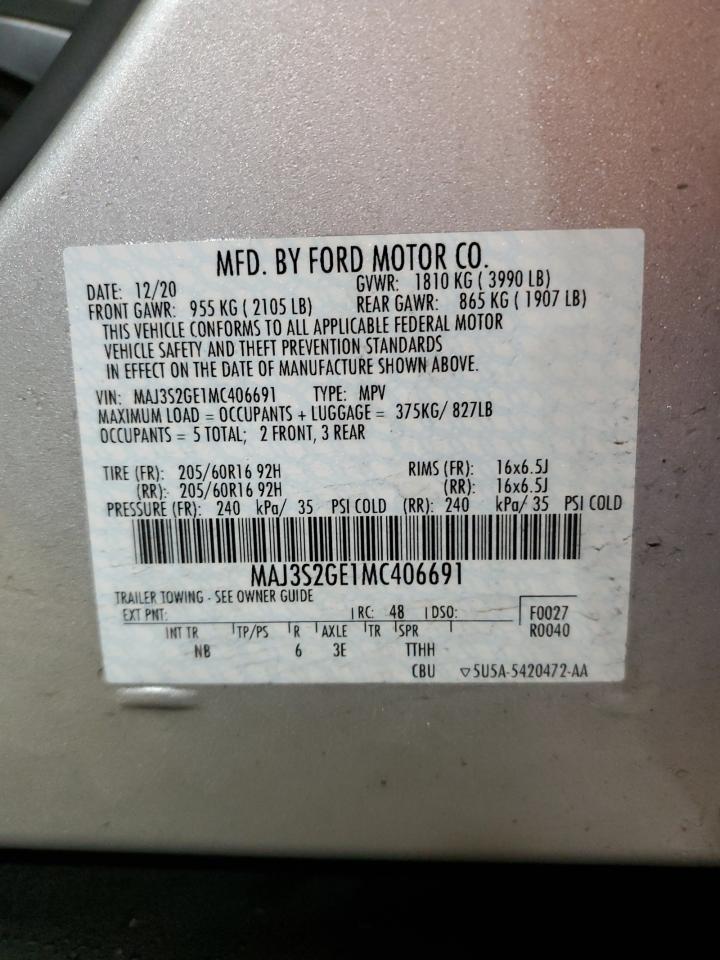 MFD. BY FORD MOTOR CO.
DATE: 12/20 GVWR: 1810 KG ( 3990 LB)
FRONT GAWR: 955 KG ( 2105 LB) REAR GAWR: 865 KG ( 1907 LB)
THIS VEHICLE CONFORMS TO ALL APPLICABLE FEDERAL MOTOR
VEHICLE SAFETY AND THEFT PREVENTION STANDARDS
IN EFFECT ON THE DATE OF MANUFACTURE SHOWN ABOVE.
VIN: MAJ3S2GE1MC406691 TYPE: MPV
MAXIMUM LOAD = OCCUPANTS + LUGGAGE = 375KG/ 827LB
OCCUPANTS = 5 TOTAL; 2 FRONT, 3 REAR
TIRE (FR): 205/60R16 92H RIMS (FR): 16x6.5J
(RR): 205/60R16 92H (RR): 16x6.5J
PRESSURE (FR): 240 kPa/ 35 PSI COLD (RR): 240 kPa/ 35 PSI COLD
MAJ3S2GE1MC406691
TRAILER TOWING - SEE OWNER GUIDE
EXT PNT: RC: 48 DSO: F0027
INT TR TP/PS R AXLE TR SPR R0040
NB 6 3E TTHH
CBU ▽5U5A-5420472-AA